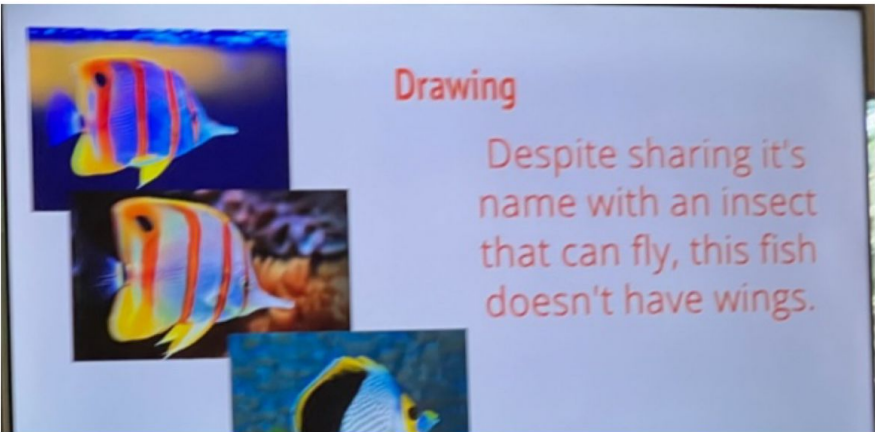 Drawing
Despite sharing it's
name with an insect
that can fly, this fish
doesn't have wings.